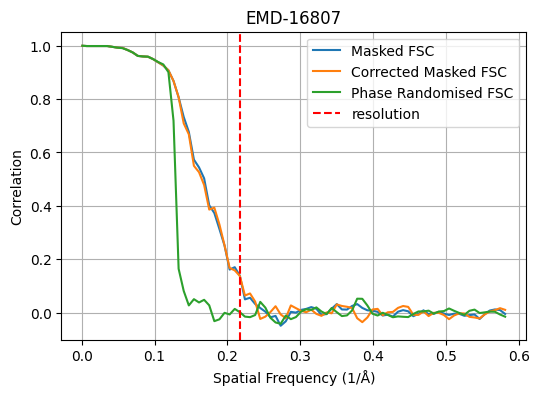 EMD-16807
Masked FSC
Corrected Masked FSC
Phase Randomised FSC
resolution
Correlation
1.0
0.8
0.6
0.4
0.2
0.0
0.0 0.1 0.2 0.3 0.4 0.5 0.6
Spatial Frequency (1/Å)